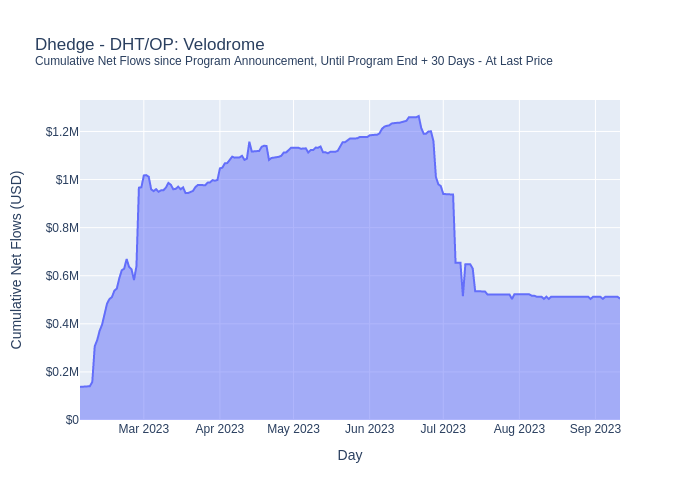 Dhedge - DHT/OP: Velodrome
Cumulative Net Flows since Program Announcement, Until Program End + 30 Days - At Last Price
Cumulative Net Flows (USD)
$1.2M
$1M
$0.8M
$0.6M
$0.4M
$0.2M
$0
Mar 2023 Apr 2023 May 2023 Jun 2023 Jul 2023 Aug 2023 Sep 2023
Day